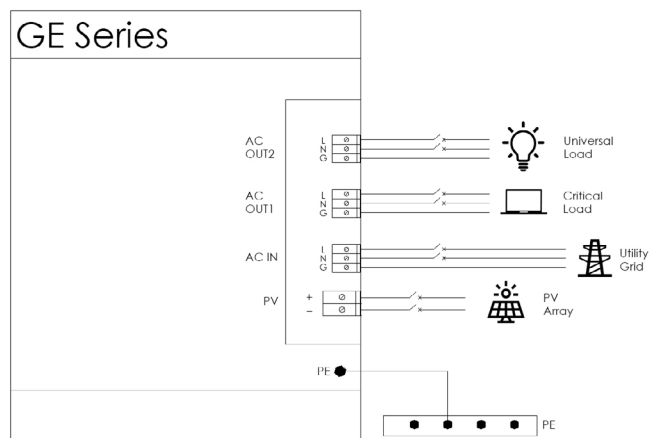 GE Series
AC
OUT2
L
N
G
Universal
Load
AC
OUT1
L
N
G
Critical
Load
AC IN
L
N
G
Utility
Grid
PV
+
–
PV
Array
PE
PE